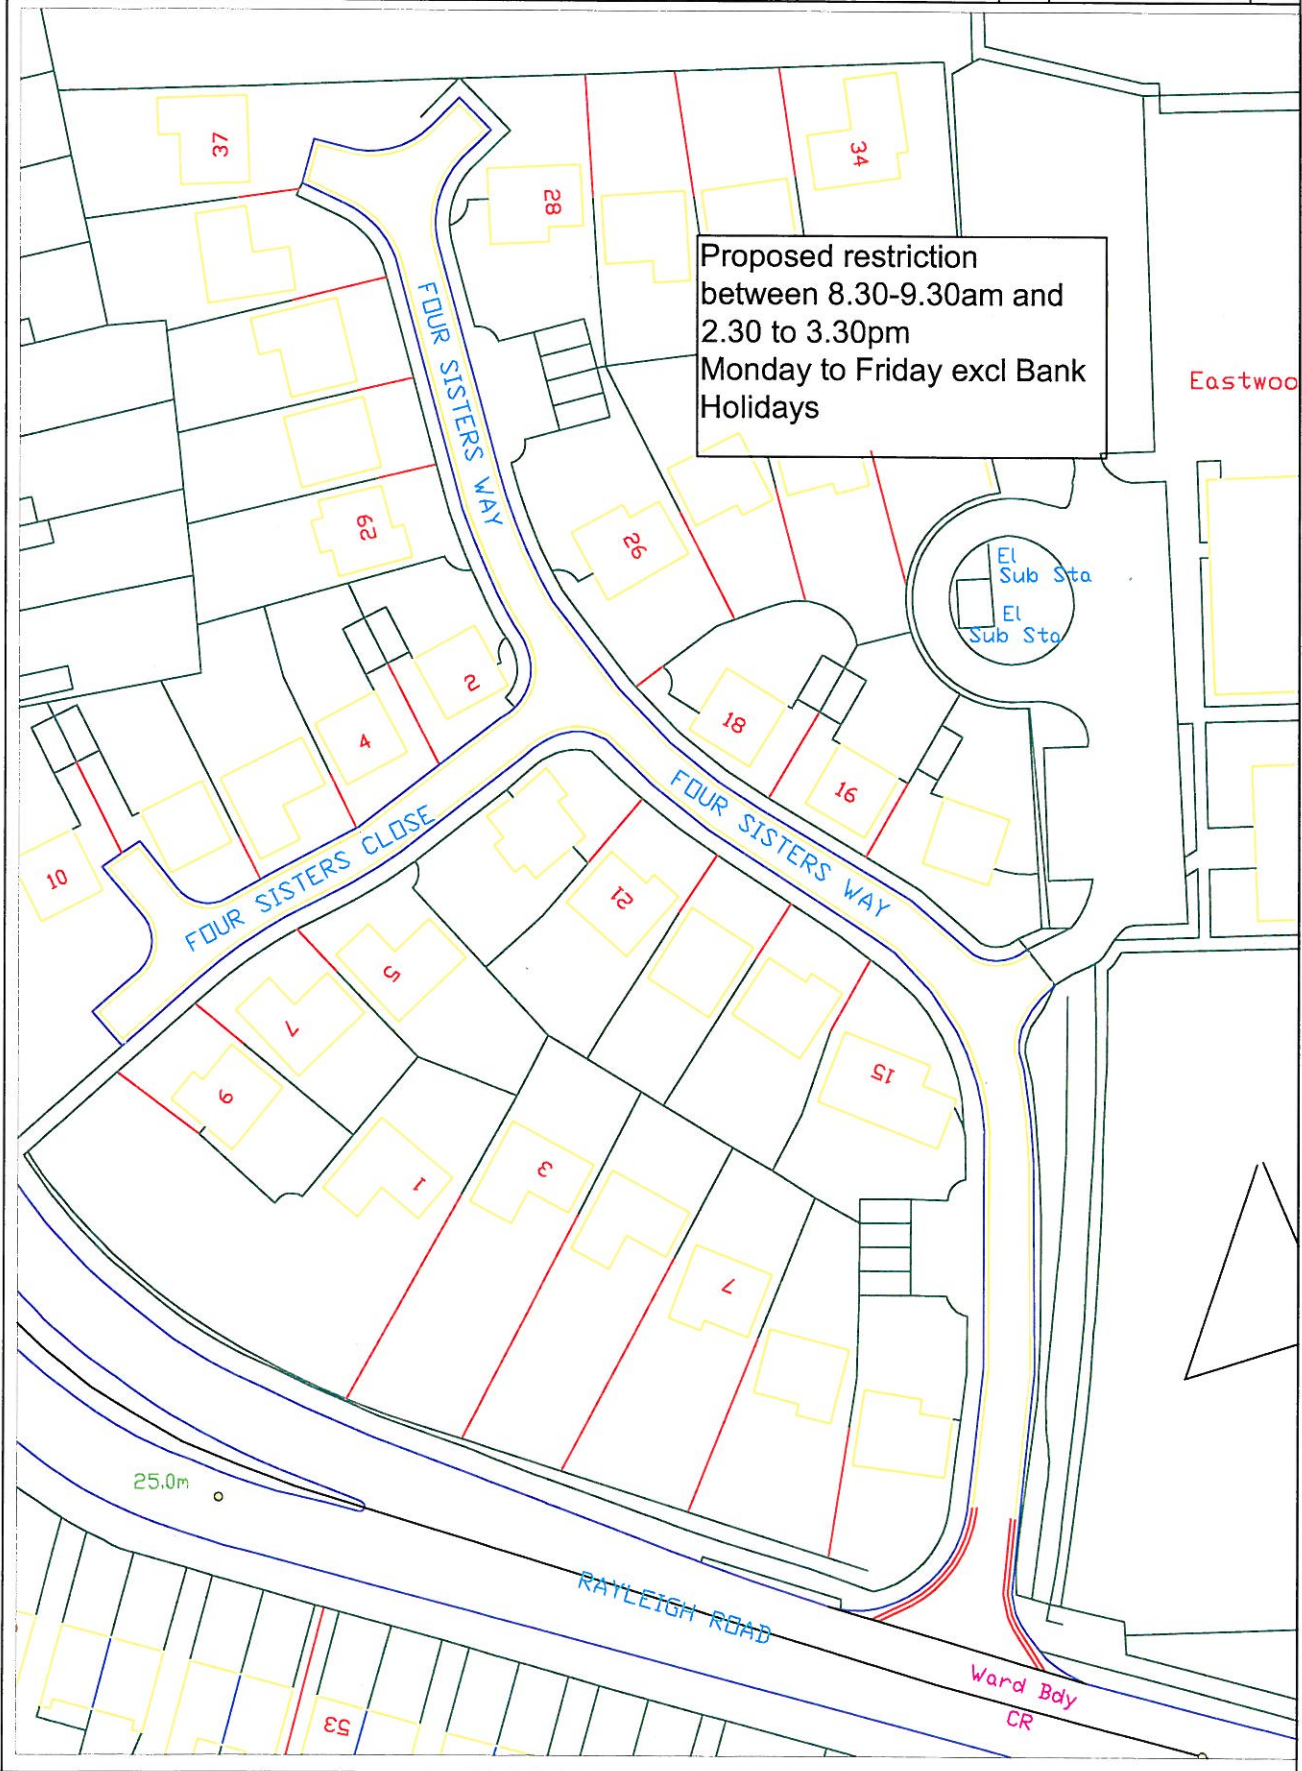 37
28
34
Proposed restriction
between 8.30-9.30am and
2.30 to 3.30pm
Monday to Friday excl Bank
Holidays
FOUR SISTERS WAY
Eastwoo
29
26
El
Sub Sta
El
Sub Sta
2
4
18
16
FOUR SISTERS WAY
FOUR SISTERS CLOSE
10
21
5
7
9
15
1
3
7
25.0m
RAYLEIGH ROAD
Ward Bdy
CR
53